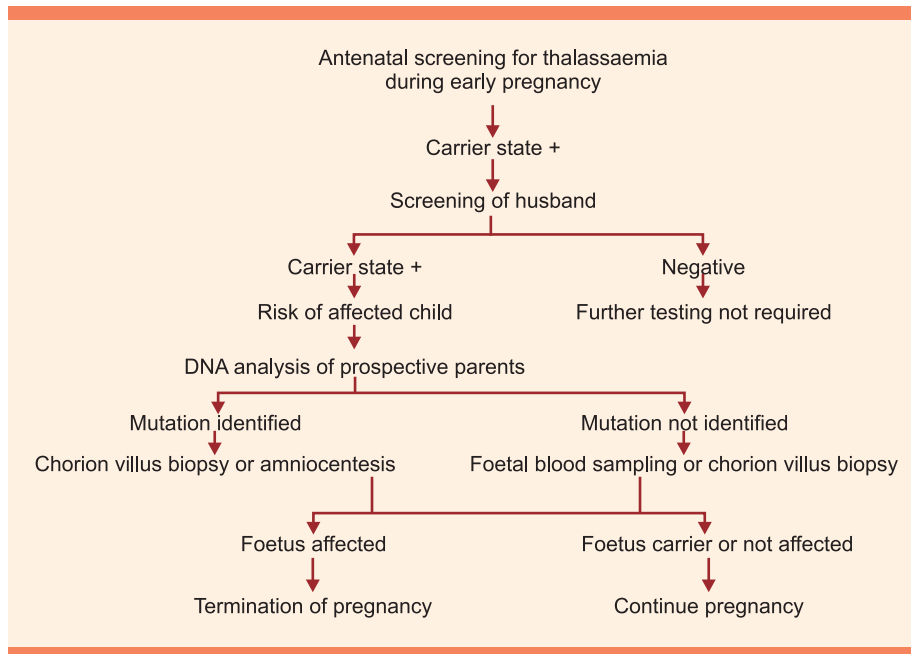 Antenatal screening for thalassaemia
during early pregnancy
Carrier state +
Screening of husband
Carrier state +
Negative
Risk of affected child
Further testing not required
DNA analysis of prospective parents
Mutation identified
Mutation not identified
Chorion villus biopsy or amniocentesis
Foetal blood sampling or chorion villus biopsy
Foetus affected
Foetus carrier or not affected
Termination of pregnancy
Continue pregnancy